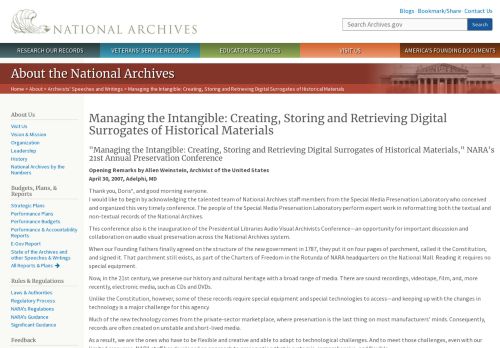 NATIONAL ARCHIVES
Blogs · Bookmark/Share · Contact Us
Search Archives.gov
Search
RESEARCH OUR RECORDS
VETERANS' SERVICE RECORDS
EDUCATOR RESOURCES
VISIT US
AMERICA'S FOUNDING DOCUMENTS
About the National Archives
Home > About > Archivists' Speeches and Writings > Managing the Intangible: Creating, Storing and Retrieving Digital Surrogates of Historical Materials
About Us
Visit Us
Vision & Mission
Organization
Leadership
History
National Archives by the
Numbers
Budgets, Plans, &
Reports
Strategic Plans
Performance Plans
Performance Budgets
Performance & Accountability
Reports
E-Gov Report
State of the Archives and
other Speeches & Writings
All Reports & Plans
Rules & Regulations
Laws & Authorities
Regulatory Process
NARA's Regulations
NARA's Guidance
Significant Guidance
Managing the Intangible: Creating, Storing and Retrieving Digital
Surrogates of Historical Materials
"Managing the Intangible: Creating, Storing and Retrieving Digital Surrogates of Historical Materials," NARA's
21st Annual Preservation Conference
Opening Remarks by Allen Weinstein, Archivist of the United States
April 30, 2007, Adelphi, MD
Thank you, Doris*, and good morning everyone.
I would like to begin by acknowledging the talented team of National Archives staff members from the Special Media Preservation Laboratory who conceived
and organized this very timely conference. The people of the Special Media Preservation Laboratory perform expert work in reformatting both the textual and
non-textual records of the National Archives.
This conference also is the inauguration of the Presidential Libraries Audio Visual Archivists Conference—an opportunity for important discussion and
collaboration on audio visual preservation across the National Archives system.
When our Founding Fathers finally agreed on the structure of the new government in 1787, they put it on four pages of parchment, called it the Constitution,
and signed it. That parchment still exists, as part of the Charters of Freedom in the Rotunda of NARA headquarters on the National Mall. Reading it requires no
special equipment.
Now, in the 21st century, we preserve our history and cultural heritage with a broad range of media. There are sound recordings, videotape, film, and, more
recently, electronic media, such as CDs and DVDs.
Unlike the Constitution, however, some of these records require special equipment and special technologies to access—and keeping up with the changes in
technology is a major challenge for this agency.
Much of the new technology comes from the private-sector marketplace, where preservation is the last thing on most manufacturers' minds. Consequently,
records are often created on unstable and short-lived media.
As a result, we are the ones who have to be flexible and creative and able to adapt to technological challenges. And to meet those challenges, even with our